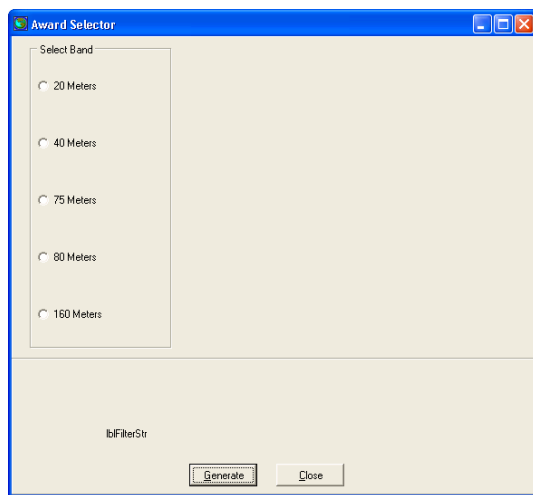 Award Selector
Select Band
20 Meters
40 Meters
75 Meters
80 Meters
160 Meters
lblFilterStr
Generate
Close